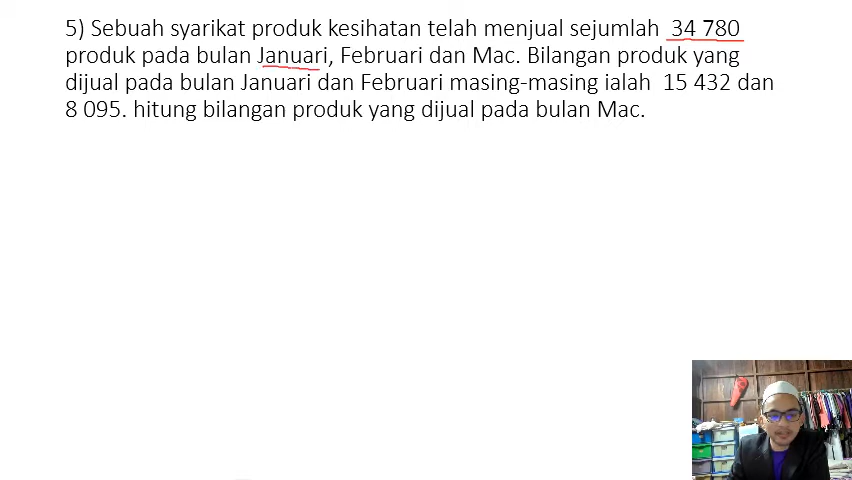 5) Sebuah syarikat produk kesihatan telah menjual sejumlah 34 780
produk pada bulan Januari, Februari dan Mac. Bilangan produk yang
dijual pada bulan Januari dan Februari masing-masing ialah 15 432 dan
8 095. hitung bilangan produk yang dijual pada bulan Mac.